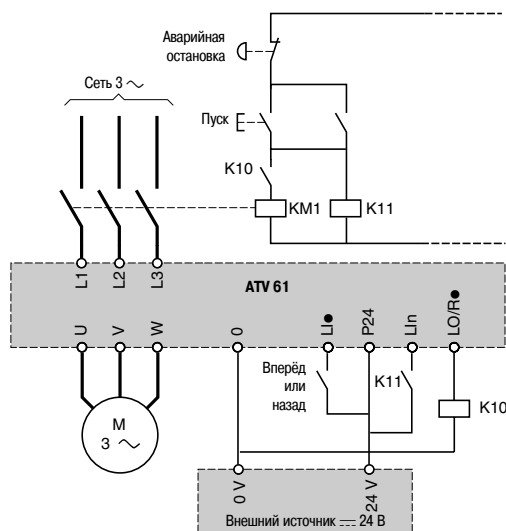 Аварийная
остановка
Сеть 3
Пуск
K10
KM1
K11
L1
L2
L3
ATV 61
U
V
W
0
LI●
P24
LIn
LO/R●
Вперёд
или
назад
K11
K10
M
3
0 V
24 V
Внешний источник 24 В